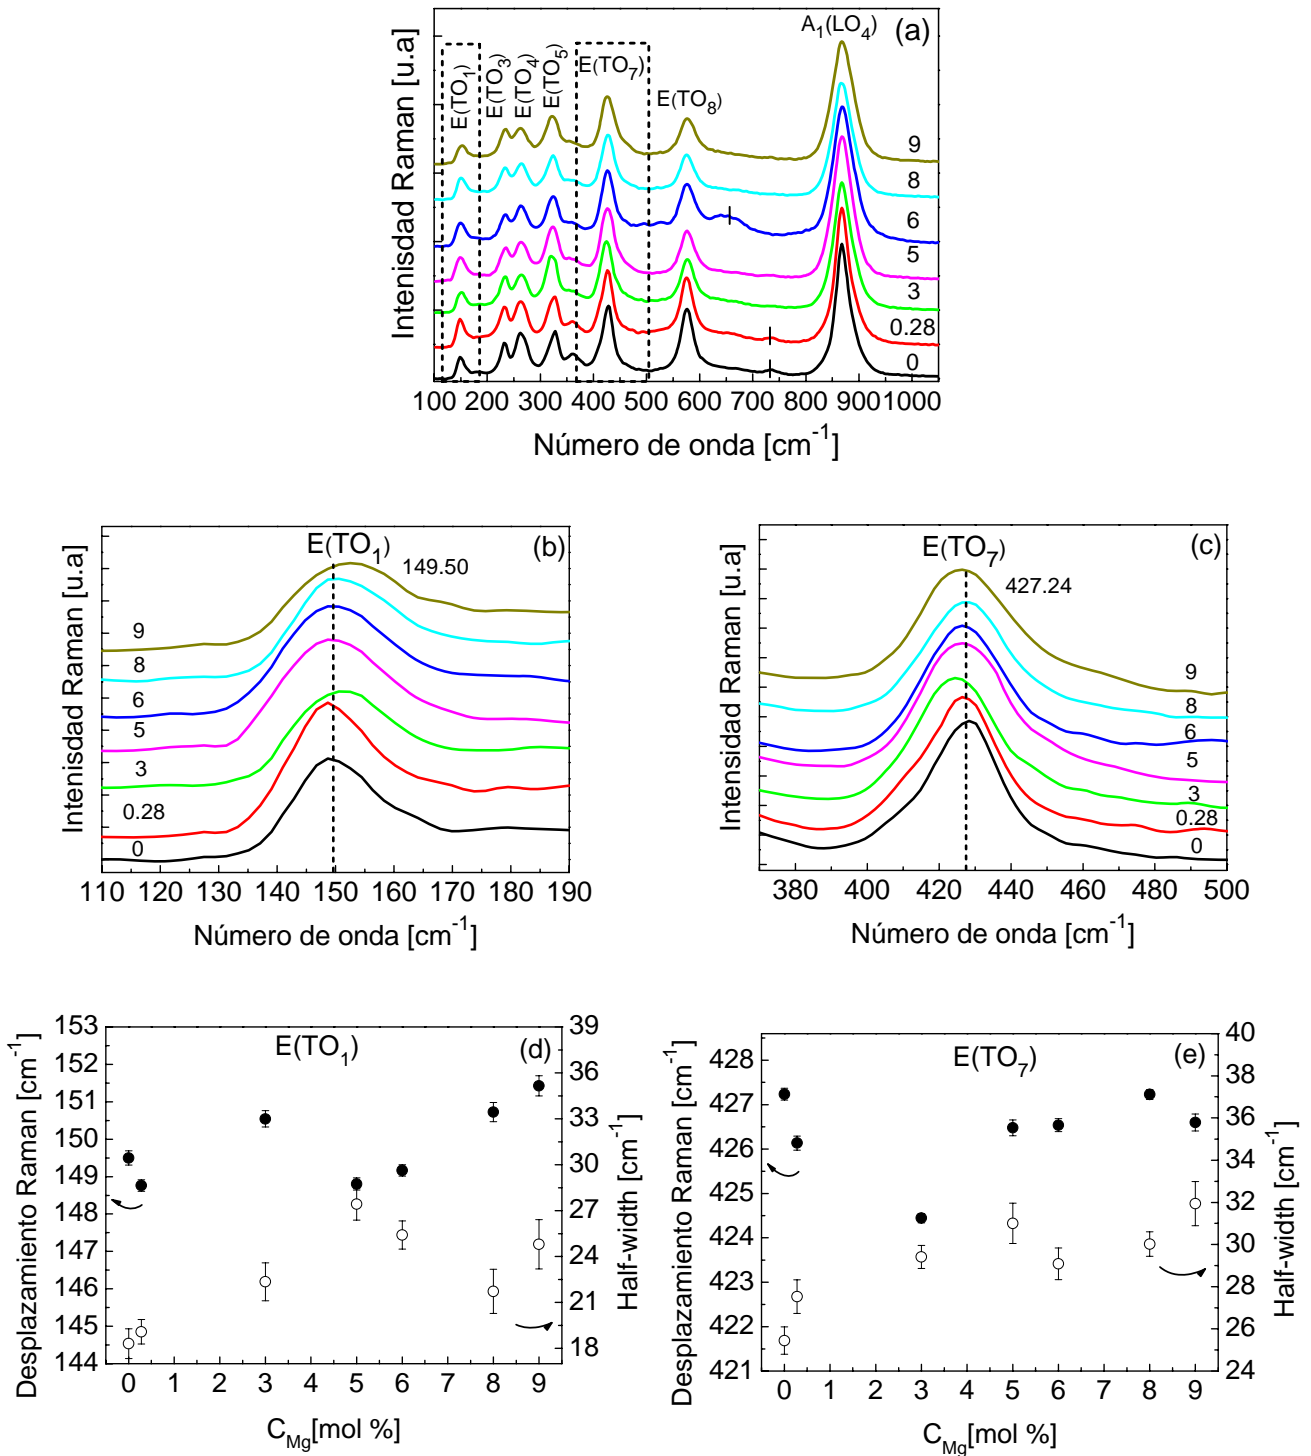 (a)
A1(LO4)
E(TO1)
E(TO3)
E(TO4)
E(TO5)
E(TO7)
E(TO8)
9
8
6
5
3
0.28
0
Intenisdad Raman [u.a]
100 200 300 400 500 600 700 800 900 1000
Número de onda [cm-1]
(b)
E(TO1)
149.50
9
8
6
5
3
0.28
0
Intenisdad Raman [u.a]
110 120 130 140 150 160 170 180 190
Número de onda [cm-1]
(c)
E(TO7)
427.24
9
8
6
5
3
0.28
0
Intensidad Raman [u.a]
380 400 420 440 460 480 500
Número de onda [cm-1]
(d)
E(TO1)
153
152
151
150
149
148
147
146
145
144
Desplazamiento Raman [cm-1]
39
36
33
30
27
24
21
18
Half-width [cm-1]
0 1 2 3 4 5 6 7 8 9
CMg[mol %]
(e)
E(TO7)
428
427
426
425
424
423
422
421
Desplazamiento Raman [cm-1]
40
38
36
34
32
30
28
26
24
Half-width [cm-1]
0 1 2 3 4 5 6 7 8 9
CMg[mol %]